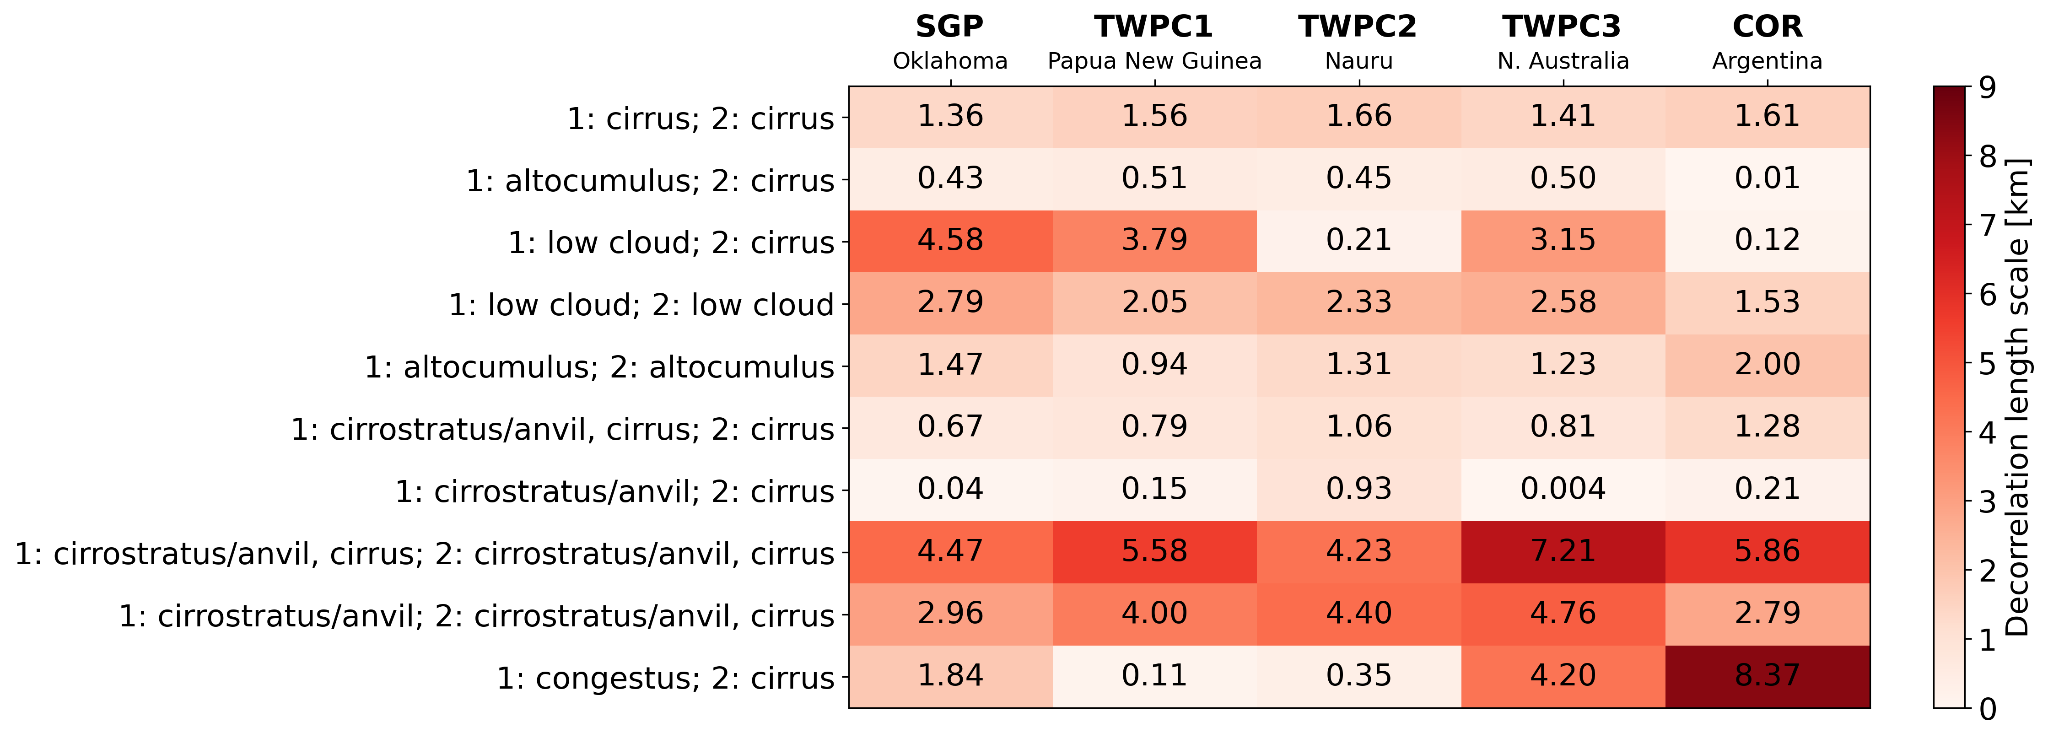 SGP TWPC1 TWPC2 TWPC3 COR
Oklahoma Papua New Guinea Nauru N. Australia Argentina
1: cirrus; 2: cirrus 1.36 1.56 1.66 1.41 1.61
1: altocumulus; 2: cirrus 0.43 0.51 0.45 0.50 0.01
1: low cloud; 2: cirrus 4.58 3.79 0.21 3.15 0.12
1: low cloud; 2: low cloud 2.79 2.05 2.33 2.58 1.53
1: altocumulus; 2: altocumulus 1.47 0.94 1.31 1.23 2.00
1: cirrostratus/anvil, cirrus; 2: cirrus 0.67 0.79 1.06 0.81 1.28
1: cirrostratus/anvil; 2: cirrus 0.04 0.15 0.93 0.004 0.21
1: cirrostratus/anvil, cirrus; 2: cirrostratus/anvil, cirrus 4.47 5.58 4.23 7.21 5.86
1: cirrostratus/anvil; 2: cirrostratus/anvil, cirrus 2.96 4.00 4.40 4.76 2.79
1: congestus; 2: cirrus 1.84 0.11 0.35 4.20 8.37
9
8
7
6
5
4
3
2
1
0
Decorrelation length scale [km]